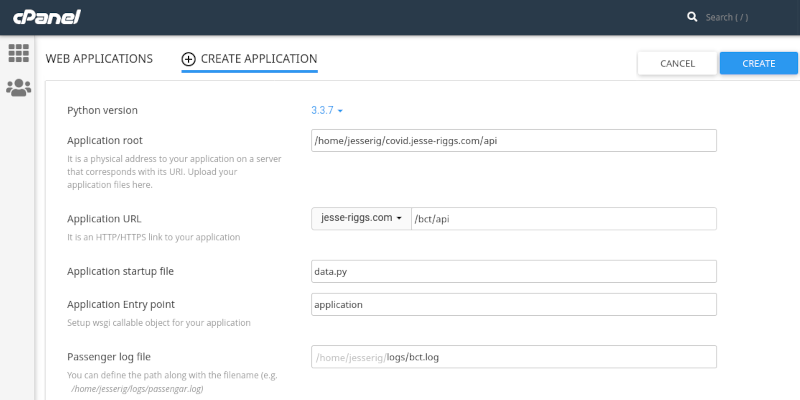 cPanel
Search ( / )
WEB APPLICATIONS
CREATE APPLICATION
CANCEL
CREATE
Python version
3.3.7
Application root
/home/jesserig/covid.jesse-riggs.com/api
It is a physical address to your application on a server
that corresponds with its URI. Upload your
application files here.
Application URL
jesse-riggs.com
/bct/api
It is an HTTP/HTTPS link to your application
Application startup file
data.py
Application Entry point
application
Setup wsgi callable object for your application
Passenger log file
/home/jesserig/logs/bct.log
You can define the path along with the filename (e.g.
/home/jesserig/logs/passengar.log)